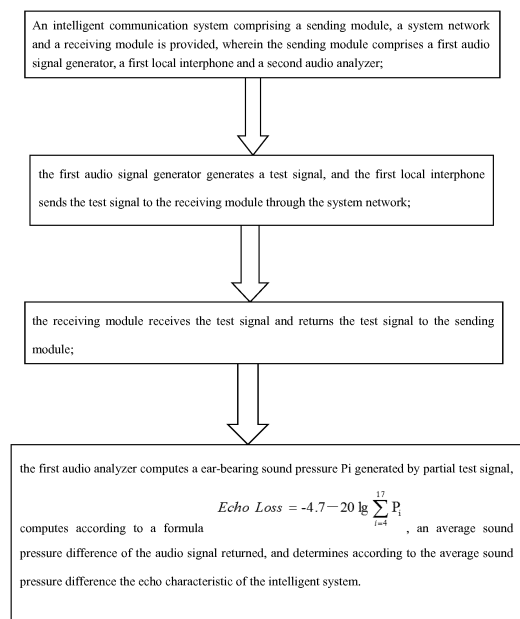 An intelligent communication system comprising a sending module, a system network
and a receiving module is provided, wherein the sending module comprises a first audio
signal generator, a first local interphone and a second audio analyzer;
the first audio signal generator generates a test signal, and the first local interphone
sends the test signal to the receiving module through the system network;
the receiving module receives the test signal and returns the test signal to the sending
module;
the first audio analyzer computes a ear-bearing sound pressure Pi generated by partial test signal,
computes according to a formula Echo Loss = -4.7－20 lg ∑_{i=4}^{17} P_i , an average sound
pressure difference of the audio signal returned, and determines according to the average sound
pressure difference the echo characteristic of the intelligent system.